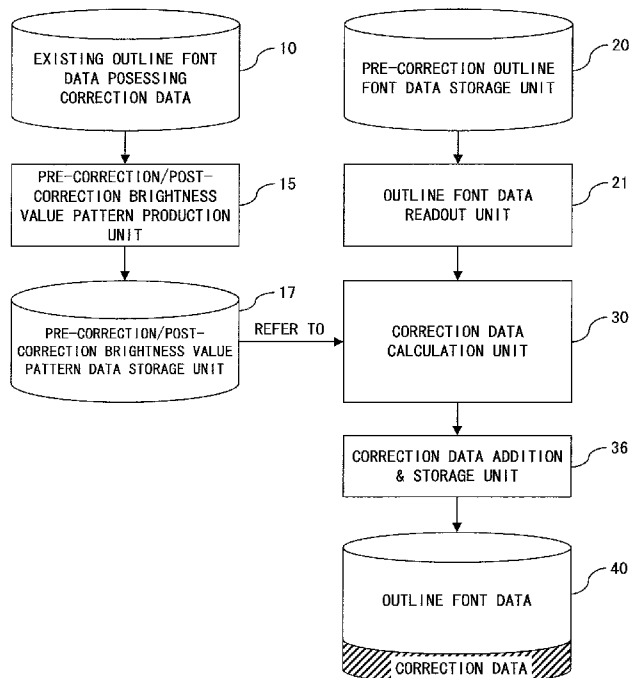 EXISTING OUTLINE FONT
DATA POSESSING
CORRECTION DATA
10
PRE-CORRECTION/POST-
CORRECTION BRIGHTNESS
VALUE PATTERN PRODUCTION
UNIT
15
17
PRE-CORRECTION/POST-
CORRECTION BRIGHTNESS VALUE
PATTERN DATA STORAGE UNIT
REFER TO
PRE-CORRECTION OUTLINE
FONT DATA STORAGE UNIT
20
OUTLINE FONT DATA
READOUT UNIT
21
CORRECTION DATA
CALCULATION UNIT
30
CORRECTION DATA ADDITION
& STORAGE UNIT
36
OUTLINE FONT DATA
40
CORRECTION DATA